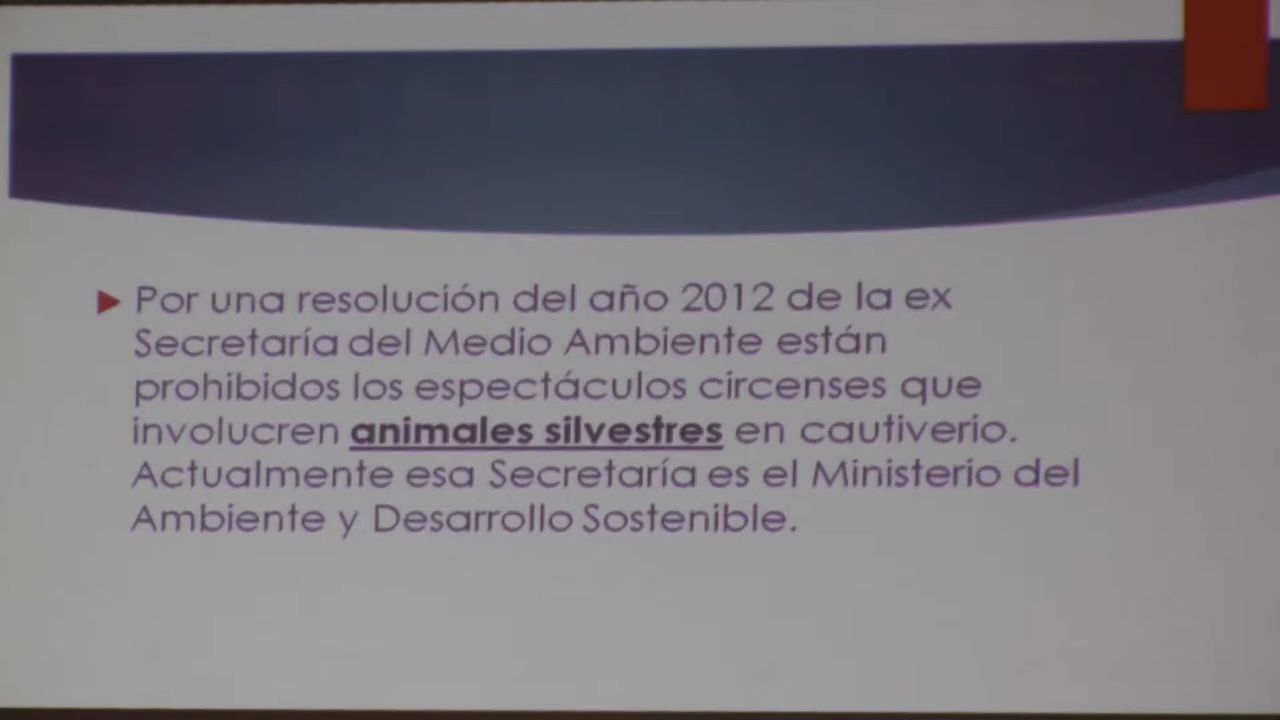 Por una resolución del año 2012 de la ex
Secretaría del Medio Ambiente están
prohibidos los espectáculos circenses que
involucren animales silvestres en cautiverio.
Actualmente esa Secretaría es el Ministerio del
Ambiente y Desarrollo Sostenible.